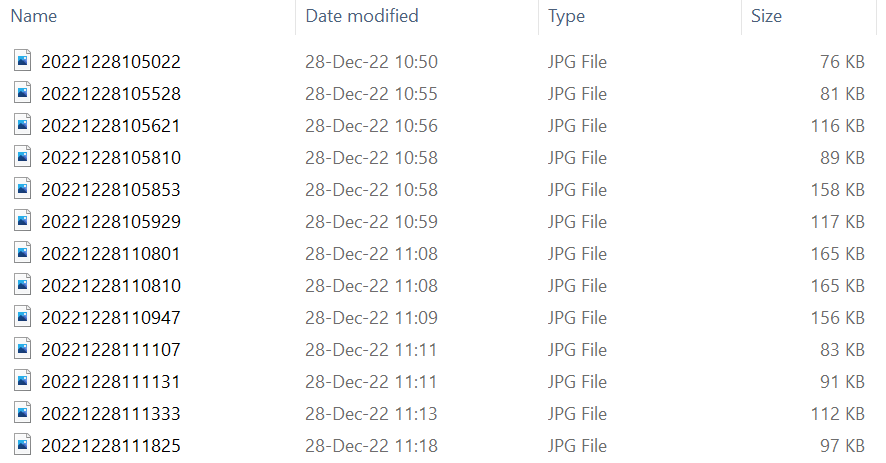 Name Date modified Type Size
20221228105022 28-Dec-22 10:50 JPG File 76 KB
20221228105528 28-Dec-22 10:55 JPG File 81 KB
20221228105621 28-Dec-22 10:56 JPG File 116 KB
20221228105810 28-Dec-22 10:58 JPG File 89 KB
20221228105853 28-Dec-22 10:58 JPG File 158 KB
20221228105929 28-Dec-22 10:59 JPG File 117 KB
20221228110801 28-Dec-22 11:08 JPG File 165 KB
20221228110810 28-Dec-22 11:08 JPG File 165 KB
20221228110947 28-Dec-22 11:09 JPG File 156 KB
20221228111107 28-Dec-22 11:11 JPG File 83 KB
20221228111131 28-Dec-22 11:11 JPG File 91 KB
20221228111333 28-Dec-22 11:13 JPG File 112 KB
20221228111825 28-Dec-22 11:18 JPG File 97 KB